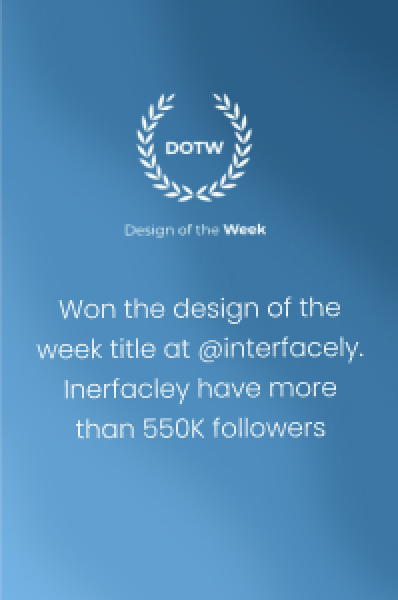 DOTW
Design of the Week
Won the design of the
week title at @interfacely.
Inerfacley have more
than 550K followers